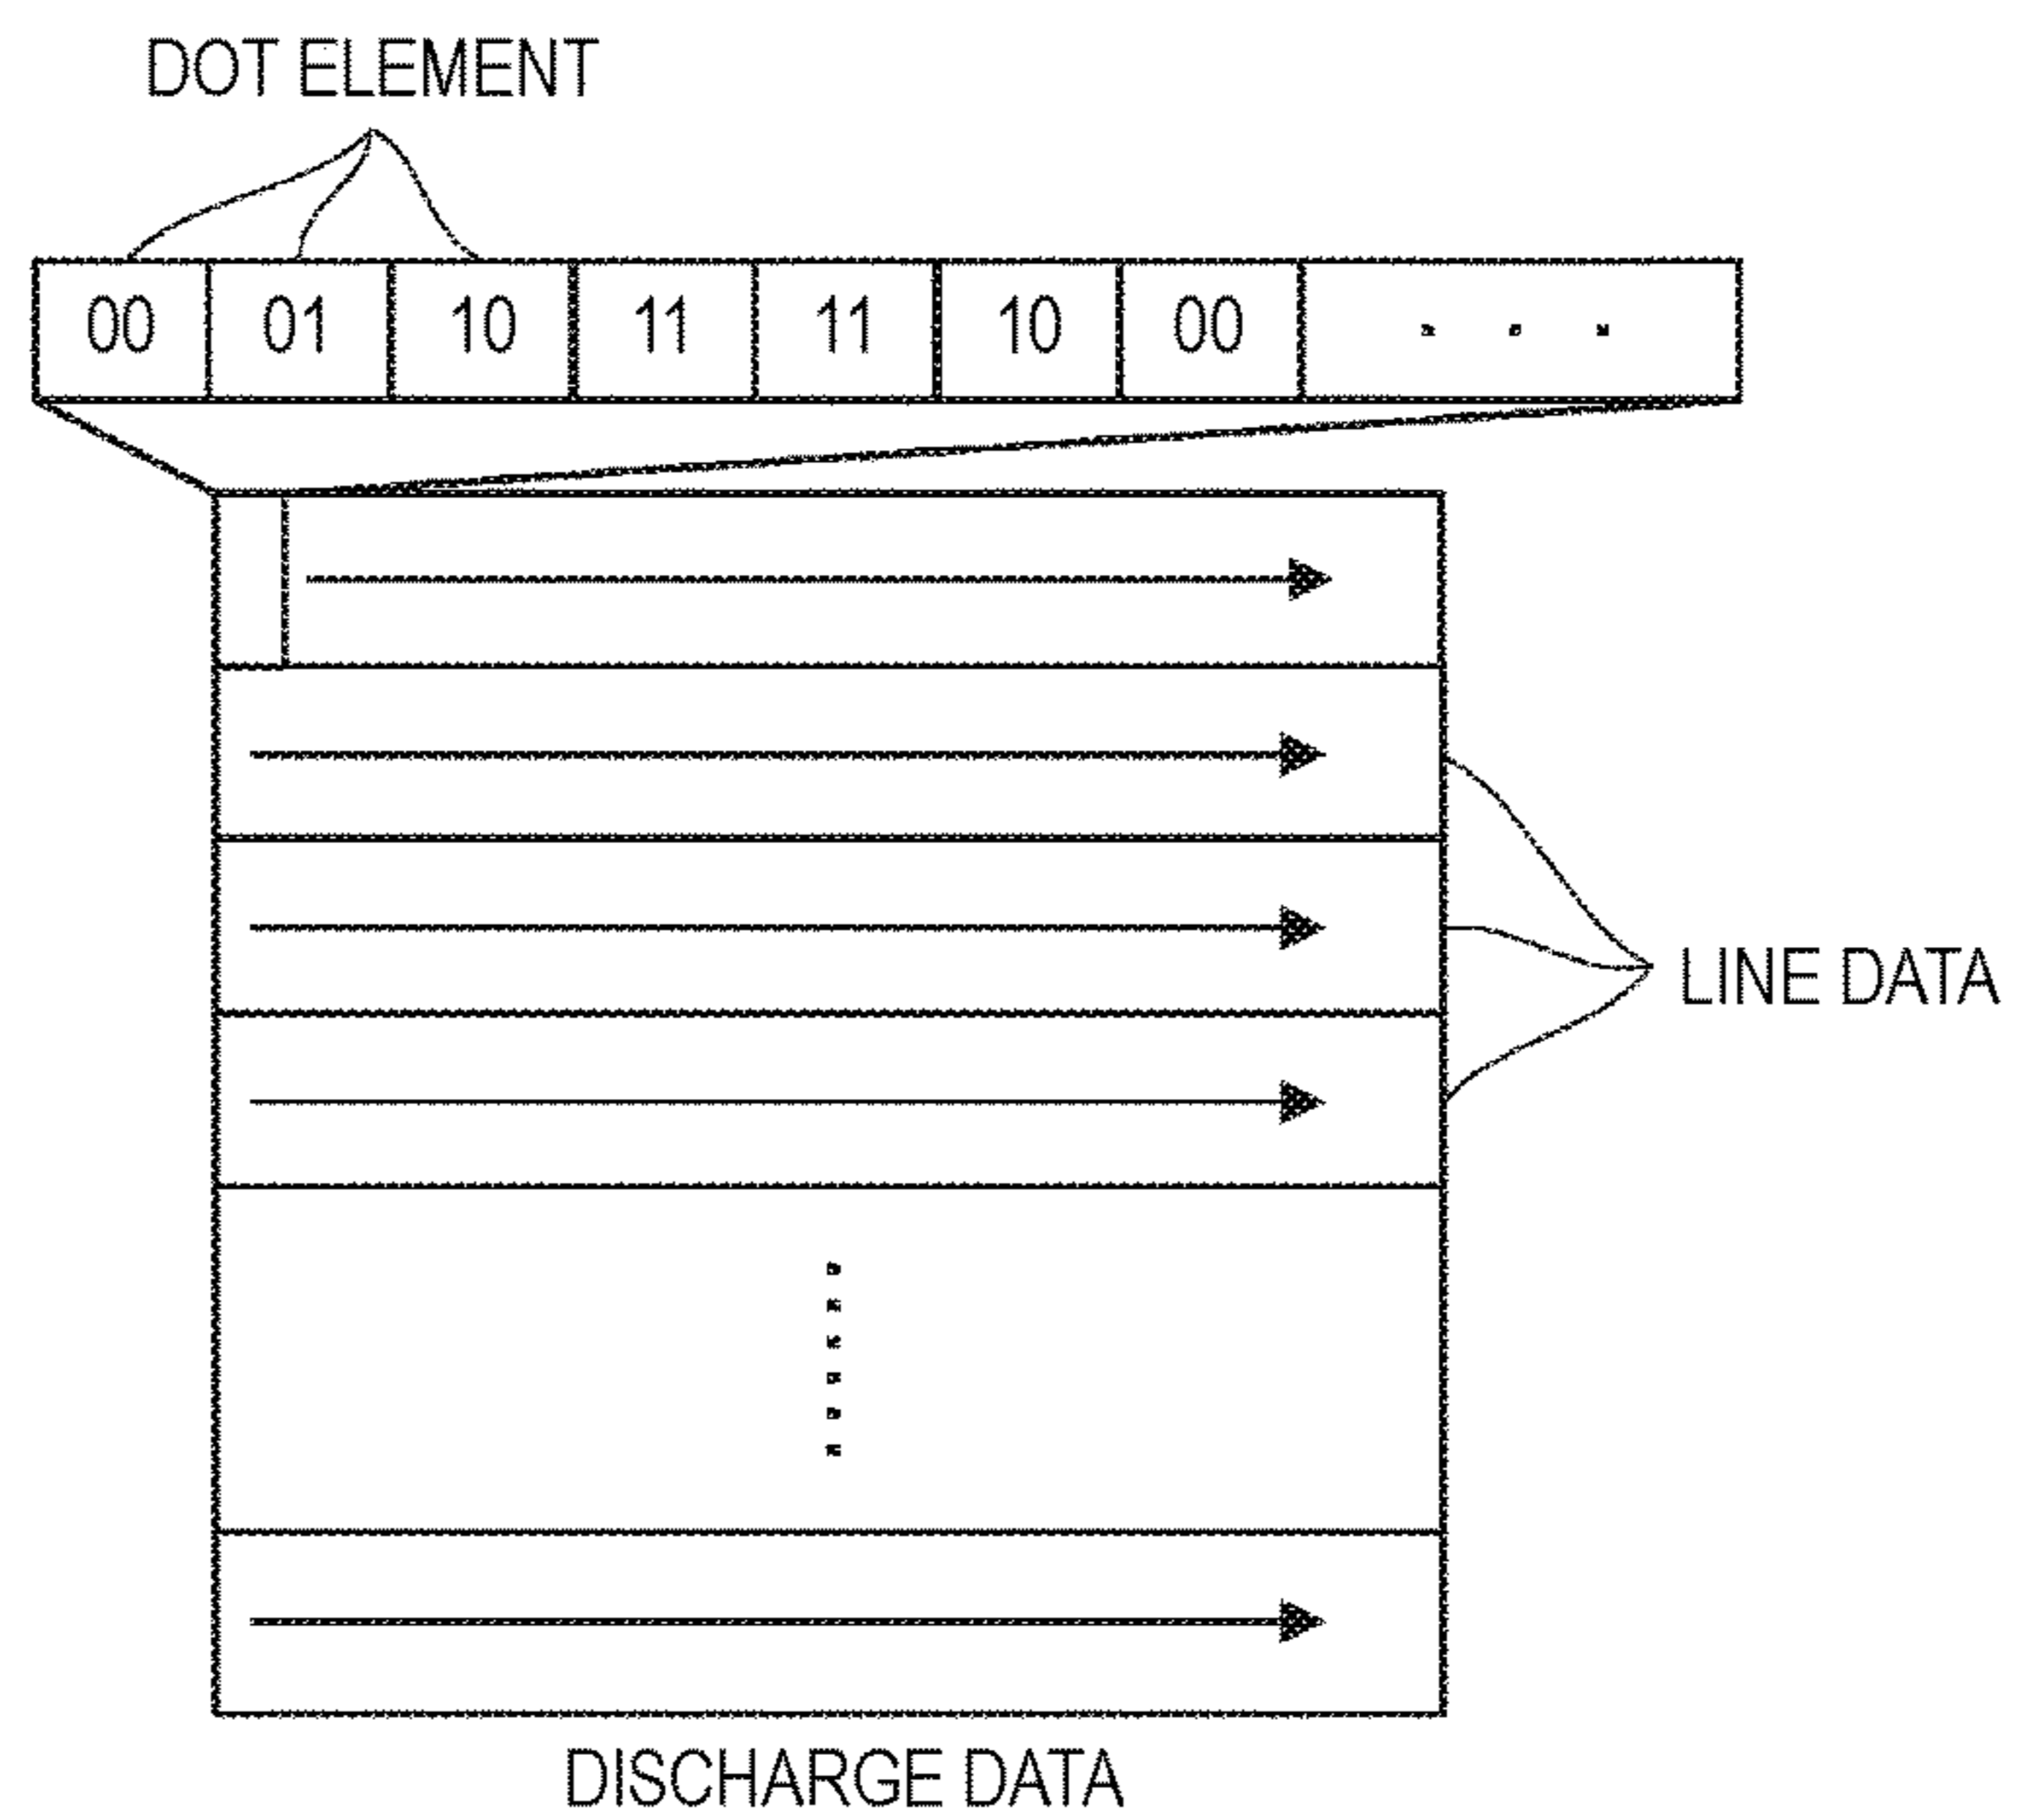 DOT ELEMENT
00 01 10 11 11 10 00 . . .
LINE DATA
DISCHARGE DATA